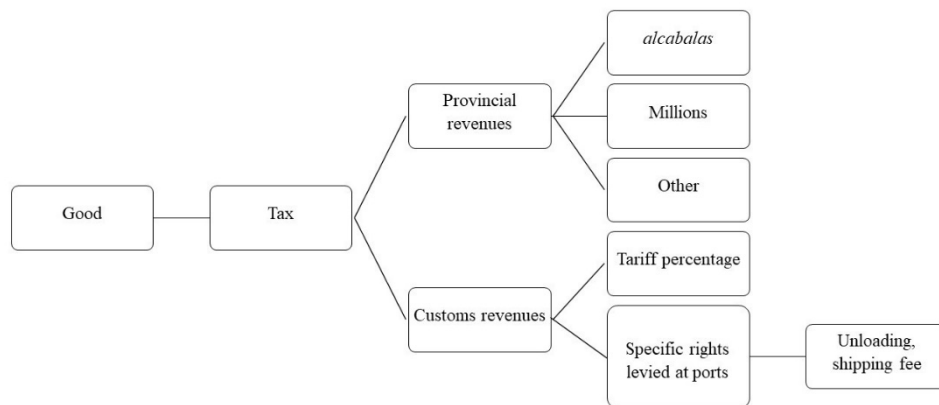 Good
Tax
Provincial
revenues
alcabalas
Millions
Other
Customs revenues
Tariff percentage
Specific rights
levied at ports
Unloading,
shipping fee